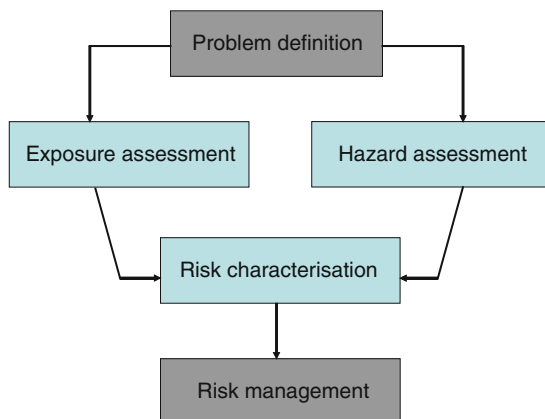 Problem definition
Exposure assessment
Hazard assessment
Risk characterisation
Risk management